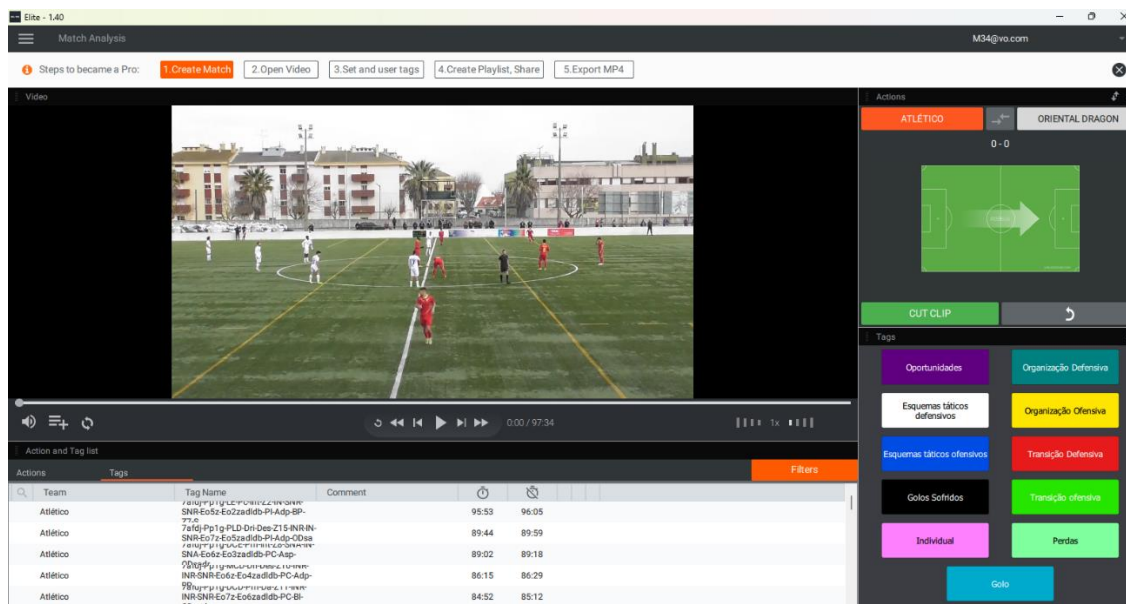 Elite - 1.40
Match Analysis
M34@vo.com
Steps to became a Pro:
1.Create Match
2.Open Video
3.Set and user tags
4.Create Playlist, Share
5.Export MP4
Video
0:00 / 97:34
1x
Actions
ATLÉTICO
ORIENTAL DRAGON
0 - 0
CUT CLIP
Tags
Oportunidades
Organização Defensiva
Esquemas táticos
defensivos
Organização Ofensiva
Esquemas táticos ofensivos
Transição Defensiva
Golos Sofridos
Transição ofensiva
Individual
Perdas
Golo
Action and Tag list
Actions
Tags
Filters
Team
Tag Name
Comment
Atlético
SNR-Eo5z-Eo2zadldb-Pl-Adp-BP-
95:53
96:05
Atlético
7afdj-Pp1g-PLD-Dri-Des-Z15-INR-IN-
SNR-Eo7z-Eo5zadldb-Pl-Adp-ODsa
89:44
89:59
Atlético
SNA-Eo6z-Eo3zadldb-PC-Asp-
89:02
89:18
Atlético
INR-SNR-Eo6z-Eo4zadldb-PC-Adp-
86:15
86:29
Atlético
INR-SNR-Eo7z-Eo6zadldb-PC-Bl-
84:52
85:12